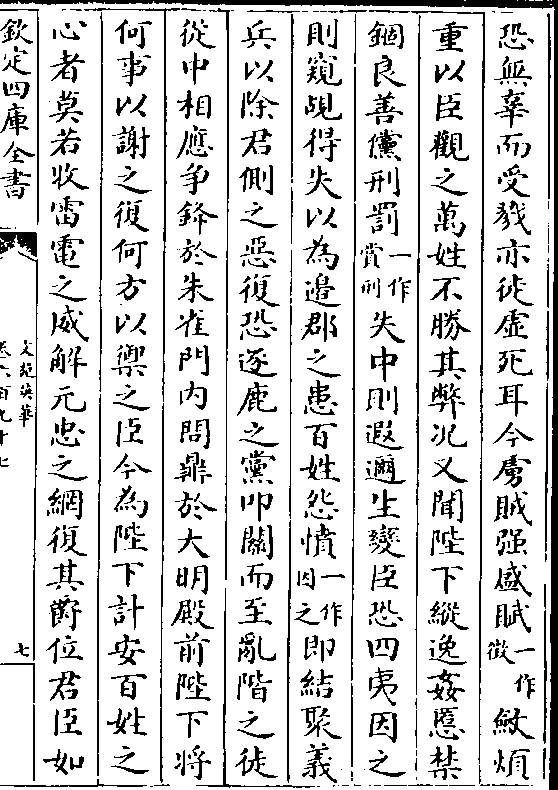 恐無辜而受戮亦徒虛死耳今虜賊强盛賦一作徴斂煩
重以臣觀之萬姓不勝其弊况又聞陛下縱逸姦慝禁
錮良善儻刑罰一作賞刑失中則遐邇生變臣恐四夷因之
則窺覘得失以為邉郡之患百姓怨憤一作因之即結聚義
兵以除君側之惡復恐逐鹿之黨叩關而至亂階之徒
從中相應爭鋒於朱雀門内問鼎於大明殿前陛下將
何事以謝之復何方以禦之臣今為陛下計安百姓之
心者莫若收雷電之威解元忠之網復其爵位君臣如
欽定四庫全書
文苑英華
卷六百九十七
七